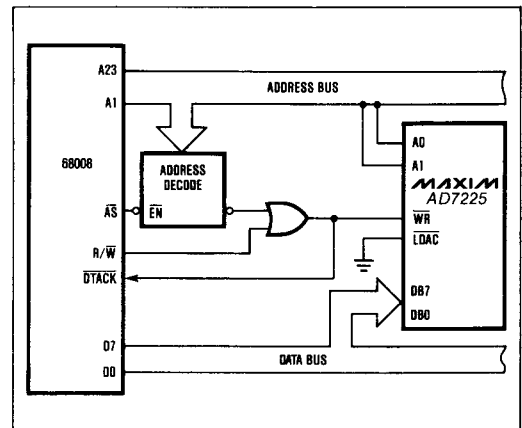 A23
ADDRESS BUS
A1
A0
A1
68008
ADDRESS
DECODE
MAXIM
AD7225
AS
EN
WR
LDAC
R/W
DTACK
DB7
DB0
D7
DATA BUS
D0